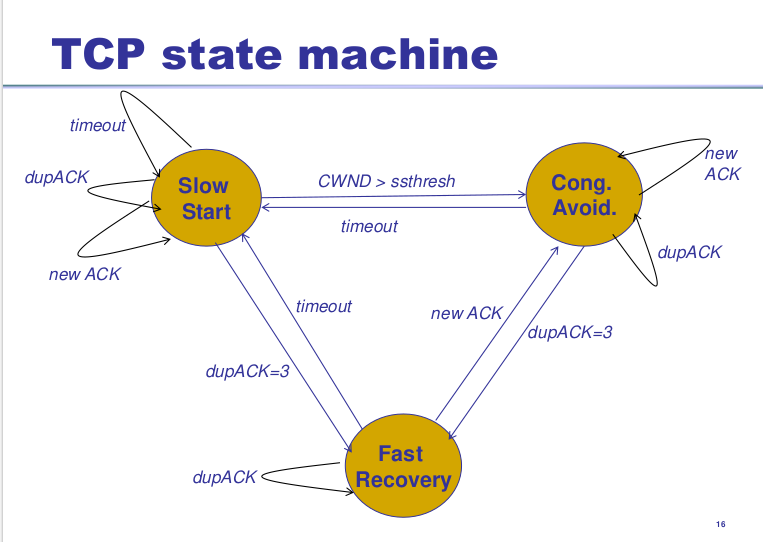 TCP state machine
timeout
dupACK
new ACK
Slow
Start
CWND > ssthresh
timeout
Cong.
Avoid.
new
ACK
dupACK
timeout
dupACK=3
new ACK
dupACK=3
Fast
Recovery
dupACK
16